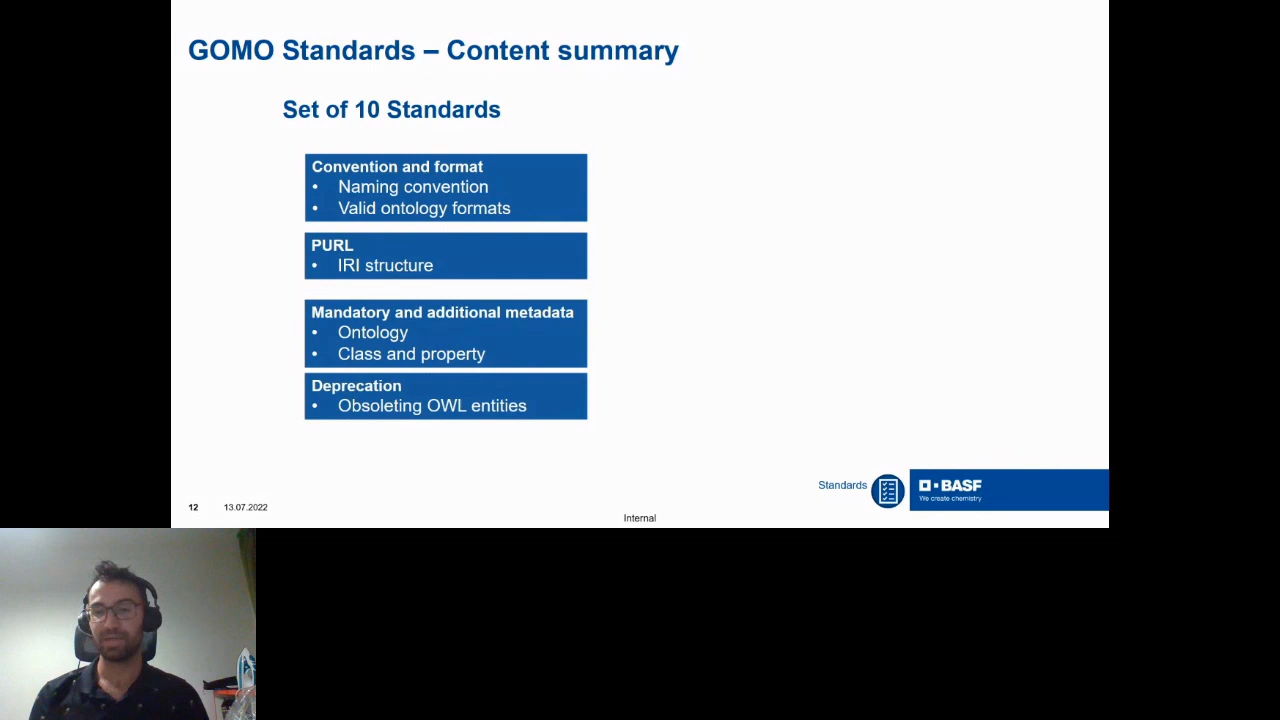 GOMO Standards – Content summary
Set of 10 Standards
Convention and format
• Naming convention
• Valid ontology formats
PURL
• IRI structure
Mandatory and additional metadata
• Ontology
• Class and property
Deprecation
• Obsoleting OWL entities
Standards
BASF
We create chemistry
12 13.07.2022
Internal